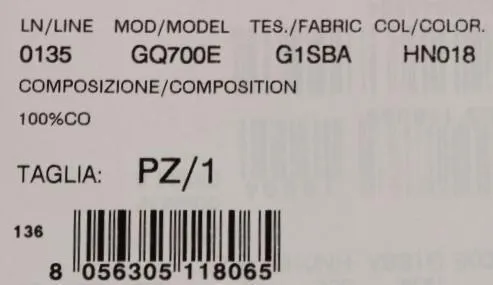 LN/LINE MOD/MODEL TES./FABRIC COL/COLOR.
0135 GQ700E G1SBA HN018
COMPOSIZIONE/COMPOSITION
100%CO
TAGLIA: PZ/1
136
8 056305 118065